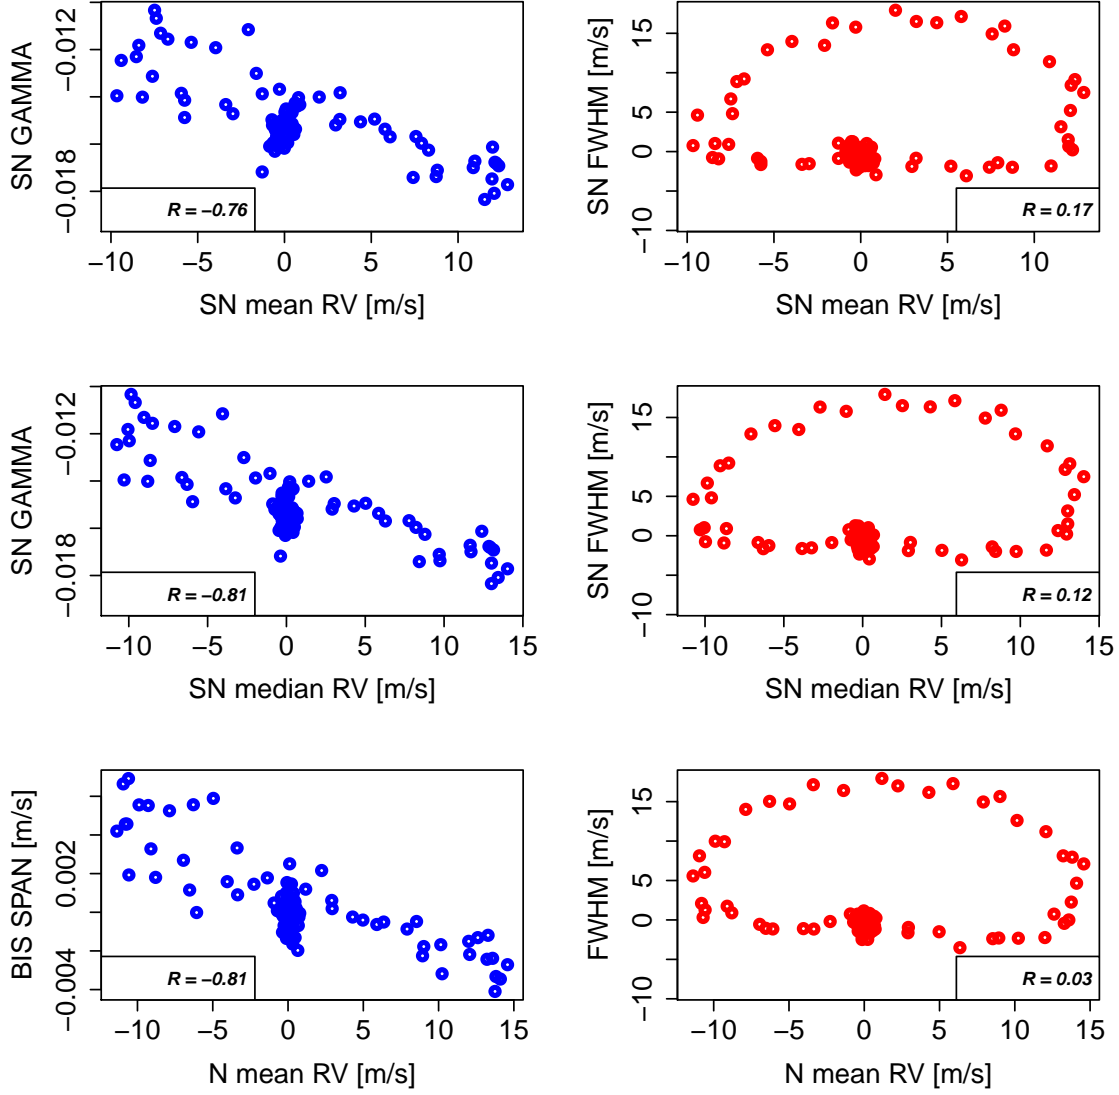 SN GAMMA
−0.018 −0.012
R = −0.76
−10 −5 0 5 10
SN mean RV [m/s]
SN FWHM [m/s]
−10 0 5 15
R = 0.17
−10 −5 0 5 10
SN mean RV [m/s]
SN GAMMA
−0.018 −0.012
R = −0.81
−10 −5 0 5 10 15
SN median RV [m/s]
SN FWHM [m/s]
−10 0 5 15
R = 0.12
−10 −5 0 5 10 15
SN median RV [m/s]
BIS SPAN [m/s]
−0.004 0.002
R = −0.81
−10 −5 0 5 10 15
N mean RV [m/s]
FWHM [m/s]
−10 0 5 15
R = 0.03
−10 −5 0 5 10 15
N mean RV [m/s]